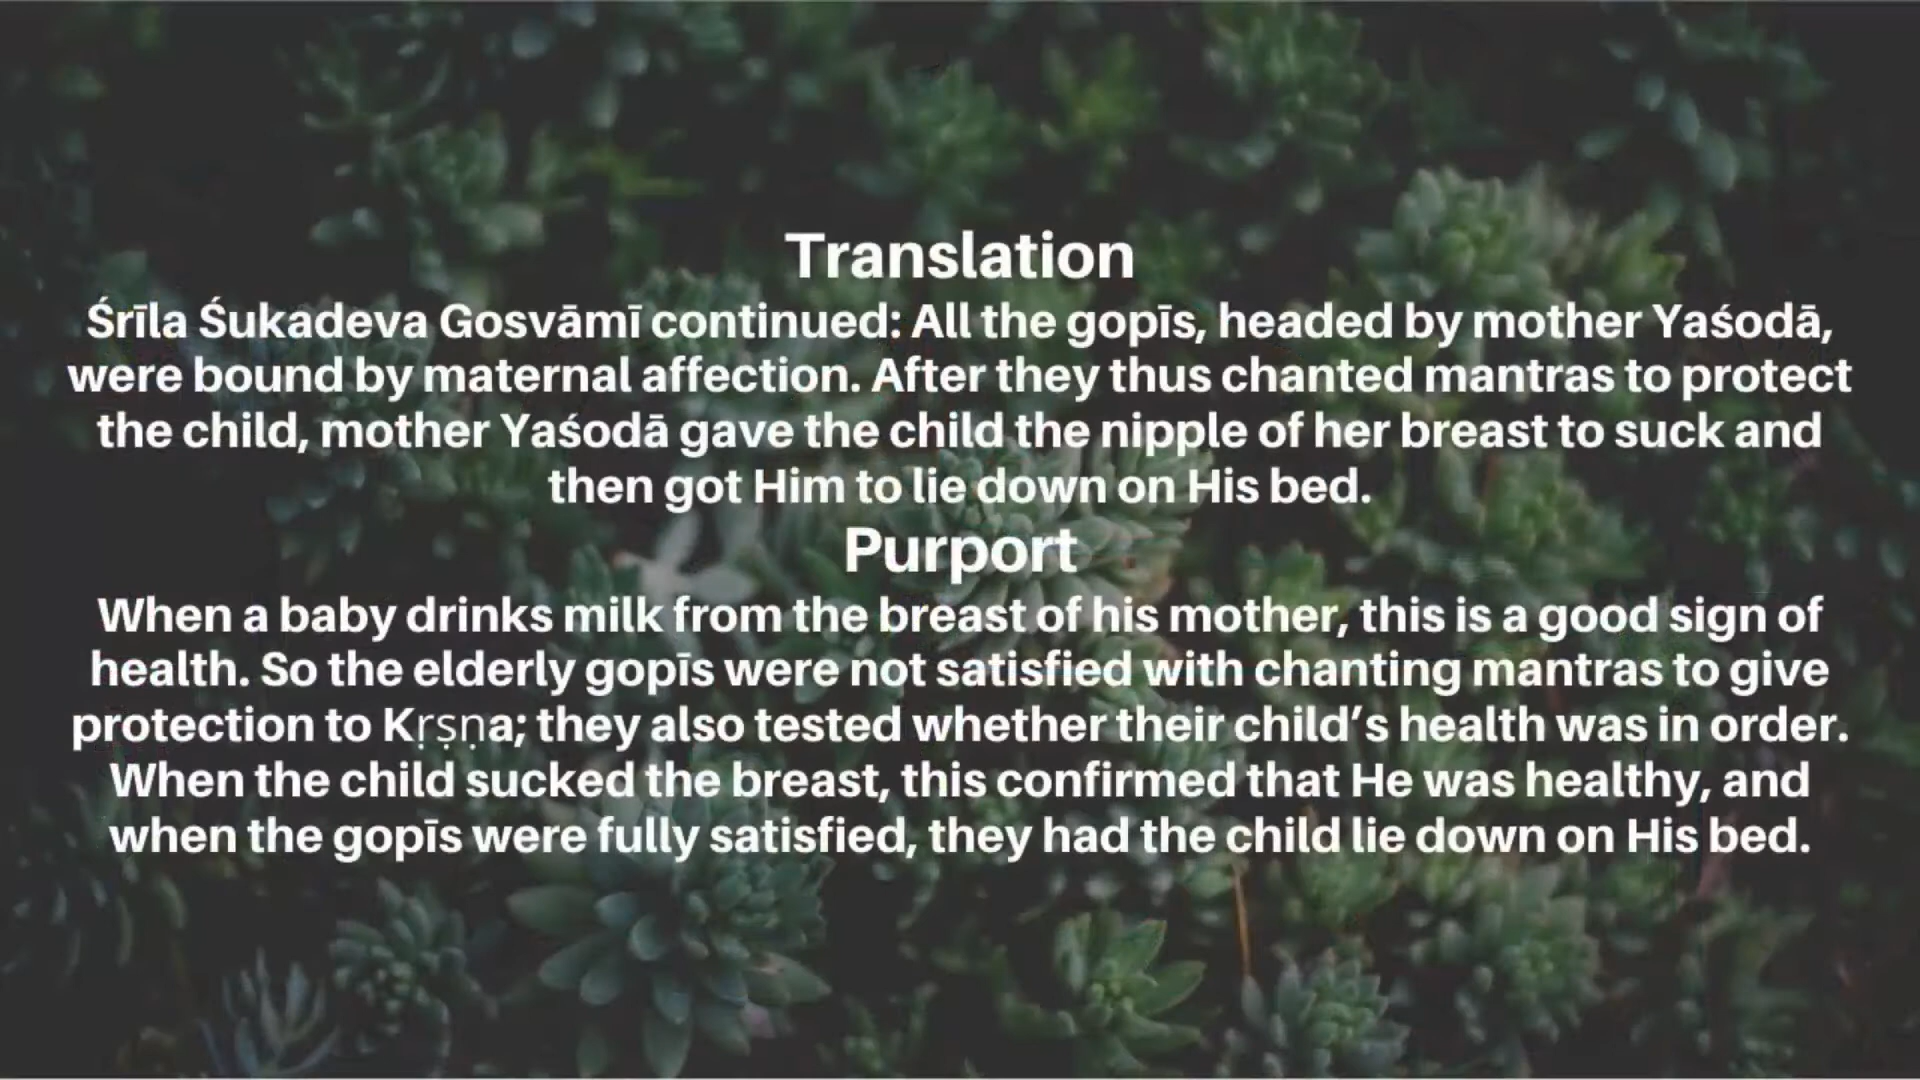 Translation
Śrīla Śukadeva Gosvāmī continued: All the gopīs, headed by mother Yaśodā,
were bound by maternal affection. After they thus chanted mantras to protect
the child, mother Yaśodā gave the child the nipple of her breast to suck and
then got Him to lie down on His bed.
Purport
When a baby drinks milk from the breast of his mother, this is a good sign of
health. So the elderly gopīs were not satisfied with chanting mantras to give
protection to Kṛṣṇa; they also tested whether their child’s health was in order.
When the child sucked the breast, this confirmed that He was healthy, and
when the gopīs were fully satisfied, they had the child lie down on His bed.